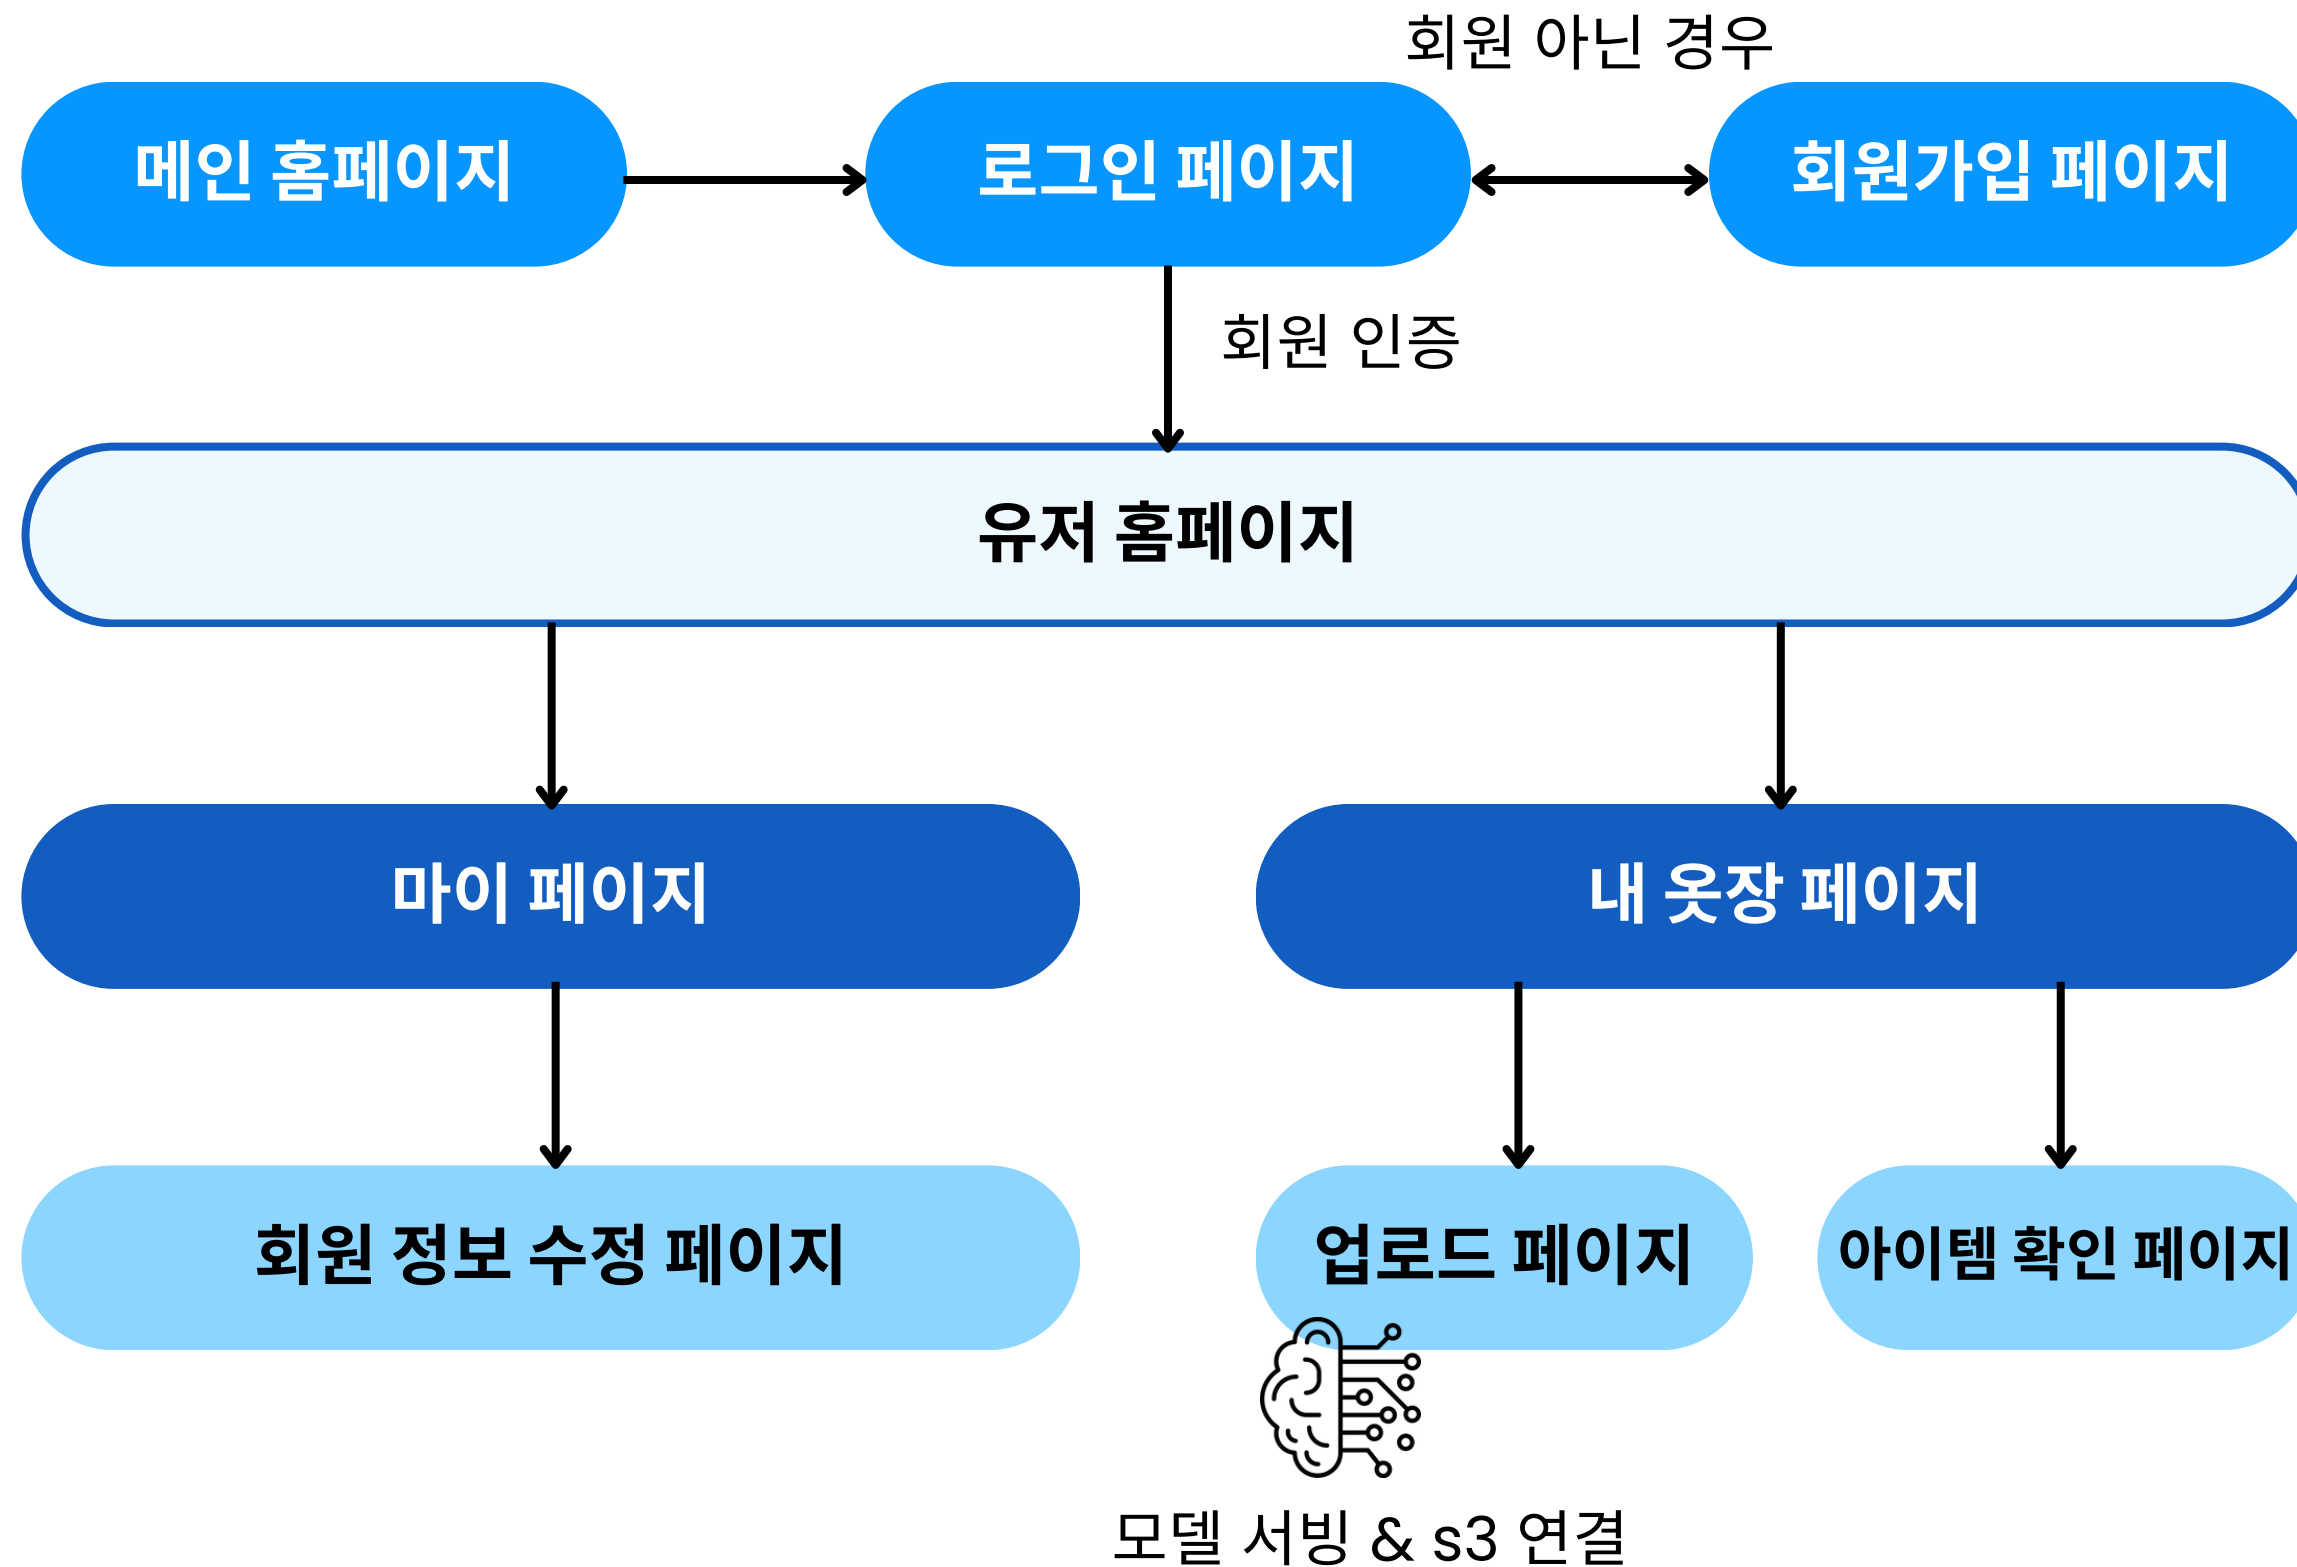 회원 아닌 경우
메인 홈페이지
로그인 페이지
회원가입 페이지
회원 인증
유저 홈페이지
마이 페이지
내 옷장 페이지
회원 정보 수정 페이지
업로드 페이지
아이템 확인 페이지
모델 서빙 & s3 연결